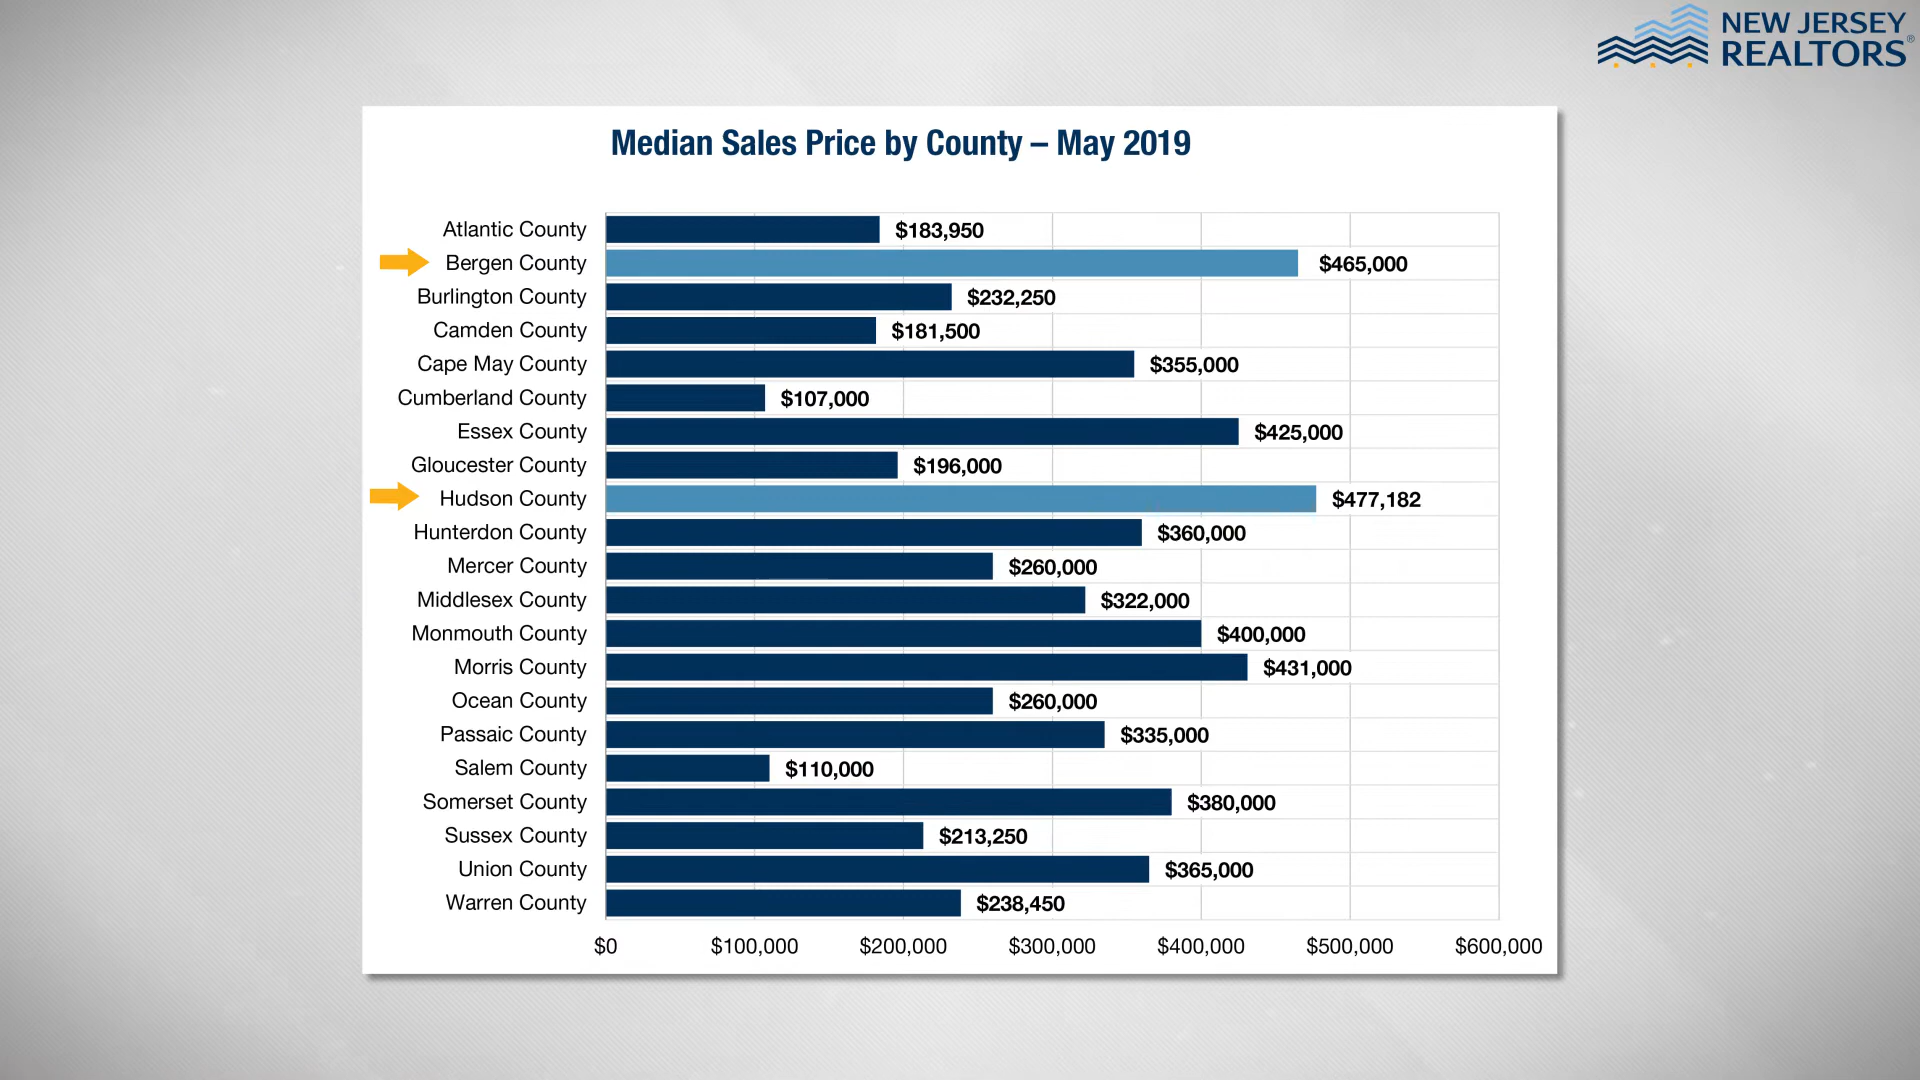 NEW JERSEY
REALTORS®
Median Sales Price by County – May 2019
Atlantic County $183,950
Bergen County $465,000
Burlington County $232,250
Camden County $181,500
Cape May County $355,000
Cumberland County $107,000
Essex County $425,000
Gloucester County $196,000
Hudson County $477,182
Hunterdon County $360,000
Mercer County $260,000
Middlesex County $322,000
Monmouth County $400,000
Morris County $431,000
Ocean County $260,000
Passaic County $335,000
Salem County $110,000
Somerset County $380,000
Sussex County $213,250
Union County $365,000
Warren County $238,450
$0 $100,000 $200,000 $300,000 $400,000 $500,000 $600,000